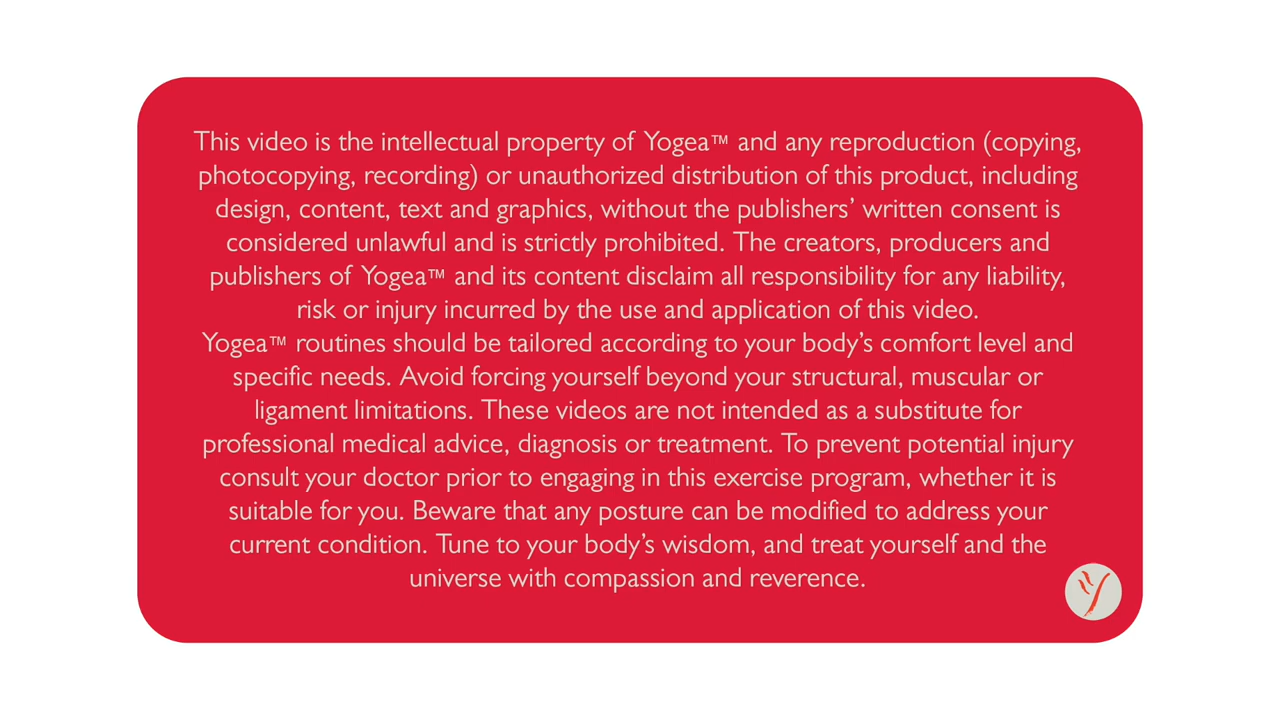 This video is the intellectual property of Yogea™ and any reproduction (copying,
photocopying, recording) or unauthorized distribution of this product, including
design, content, text and graphics, without the publishers’ written consent is
considered unlawful and is strictly prohibited. The creators, producers and
publishers of Yogea™ and its content disclaim all responsibility for any liability,
risk or injury incurred by the use and application of this video.
Yogea™ routines should be tailored according to your body’s comfort level and
specific needs. Avoid forcing yourself beyond your structural, muscular or
ligament limitations. These videos are not intended as a substitute for
professional medical advice, diagnosis or treatment. To prevent potential injury
consult your doctor prior to engaging in this exercise program, whether it is
suitable for you. Beware that any posture can be modified to address your
current condition. Tune to your body’s wisdom, and treat yourself and the
universe with compassion and reverence.